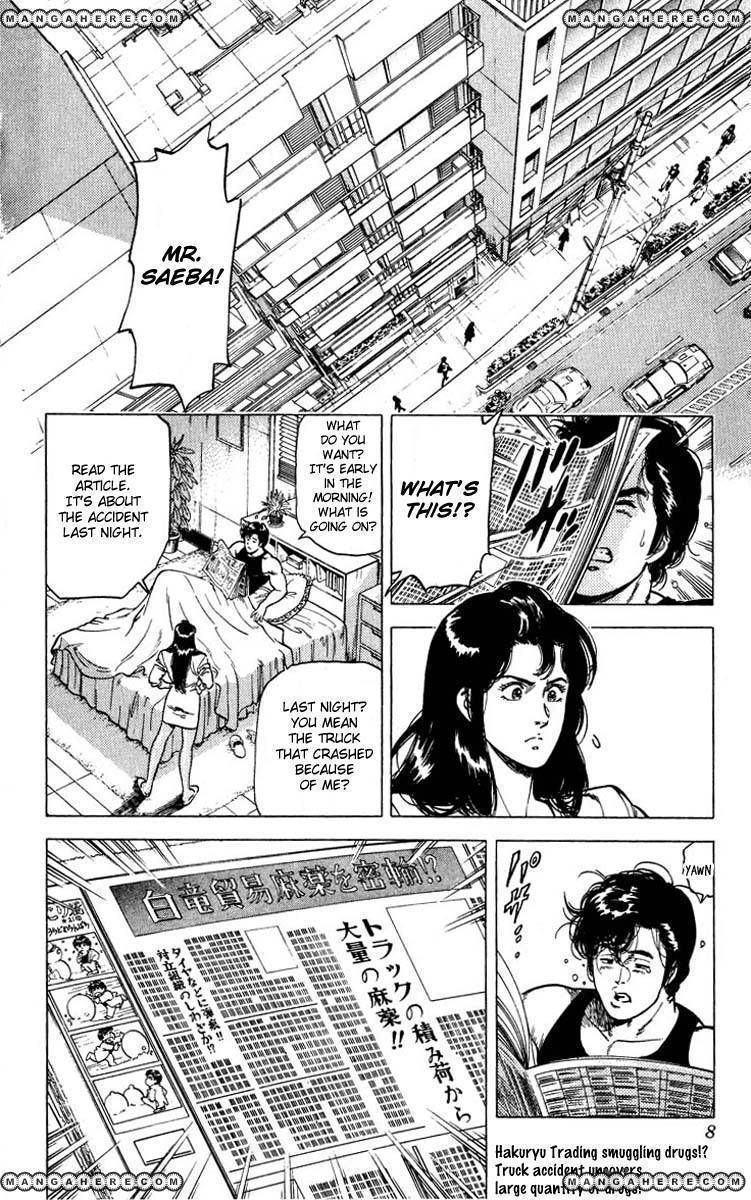 MANGAHERE.COM
MANGAHERE.COM
MR.
SAEBA!
WHAT'S
THIS!?
WHAT
DO YOU
WANT?
IT'S EARLY
IN THE
MORNING!
WHAT IS
GOING ON?
READ THE
ARTICLE.
IT'S ABOUT
THE ACCIDENT
LAST NIGHT.
LAST NIGHT?
YOU MEAN
THE TRUCK
THAT CRASHED
BECAUSE
OF ME?
YAWN
白竜貿易麻薬を密輸!?
トラックの積み荷から
大量の麻薬!!
8
Hakuryu Trading smuggling drugs!?
Truck accident uncovers
large quantity of drugs!
MANGAHERE.COM
MANGAHERE.COM